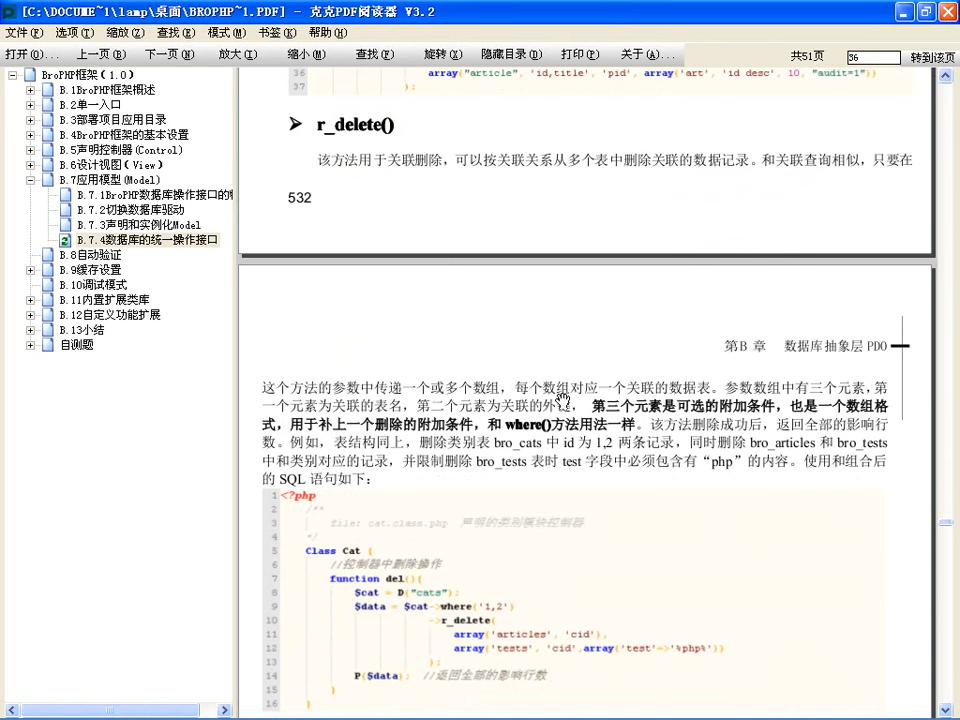 [C:\DOCUME~1\lamp\桌面\BROPHP~1.PDF] - 克克PDF阅读器 V3.2
文件(F) 选项(T) 缩放(Z) 查找(R) 模式(M) 书签(K) 帮助(H)
打开(O)... 上一页(B) 下一页(N) 放大(I) 缩小(M) 查找(F) 旋转(Z) 隐藏目录(D) 打印(P) 关于(A)... 共51页 36 转到该页
BroPHP框架(1.0)
B.1BroPHP框架概述
B.2单一入口
B.3部署项目应用目录
B.4BroPHP框架的基本设置
B.5声明控制器(Control)
B.6设计视图(View)
B.7应用模型(Model)
B.7.1BroPHP数据库操作接口的
B.7.2切换数据库驱动
B.7.3声明和实例化Model
B.7.4数据库的统一操作接口
B.8自动验证
B.9缓存设置
B.10调试模式
B.11内置扩展类库
B.12自定义功能扩展
B.13小结
自测题
36 array("article", 'id,title', 'pid', array('art', 'id desc', 10, "audit=1"))
37 );
➢ r_delete()
该方法用于关联删除，可以按关联关系从多个表中删除关联的数据记录。和关联查询相似，只要在
532
第B 章 数据库抽象层 PDO
这个方法的参数中传递一个或多个数组，每个数组对应一个关联的数据表。参数数组中有三个元素，第
一个元素为关联的表名，第二个元素为关联的外 ， 第三个元素是可选的附加条件，也是一个数组格
式，用于补上一个删除的附加条件，和 where()方法用法一样。该方法删除成功后，返回全部的影响行
数。例如，表结构同上，删除类别表 bro_cats 中 id 为 1,2 两条记录，同时删除 bro_articles 和 bro_tests
中和类别对应的记录，并限制删除 bro_tests 表时 test 字段中必须包含有“php”的内容。使用和组合后
的 SQL 语句如下：
1 <?php
2 /**
3 file: cat.class.php 声明的类别模块控制器
4 */
5 Class Cat {
6 //控制器中删除操作
7 function del(){
8 $cat = D("cats");
9 $data = $cat->where('1,2')
10 ->r_delete(
11 array('articles', 'cid'),
12 array('tests', 'cid',array('test'=>'%php%'))
13 );
14 P($data); //返回全部的影响行数
15 }
16 }